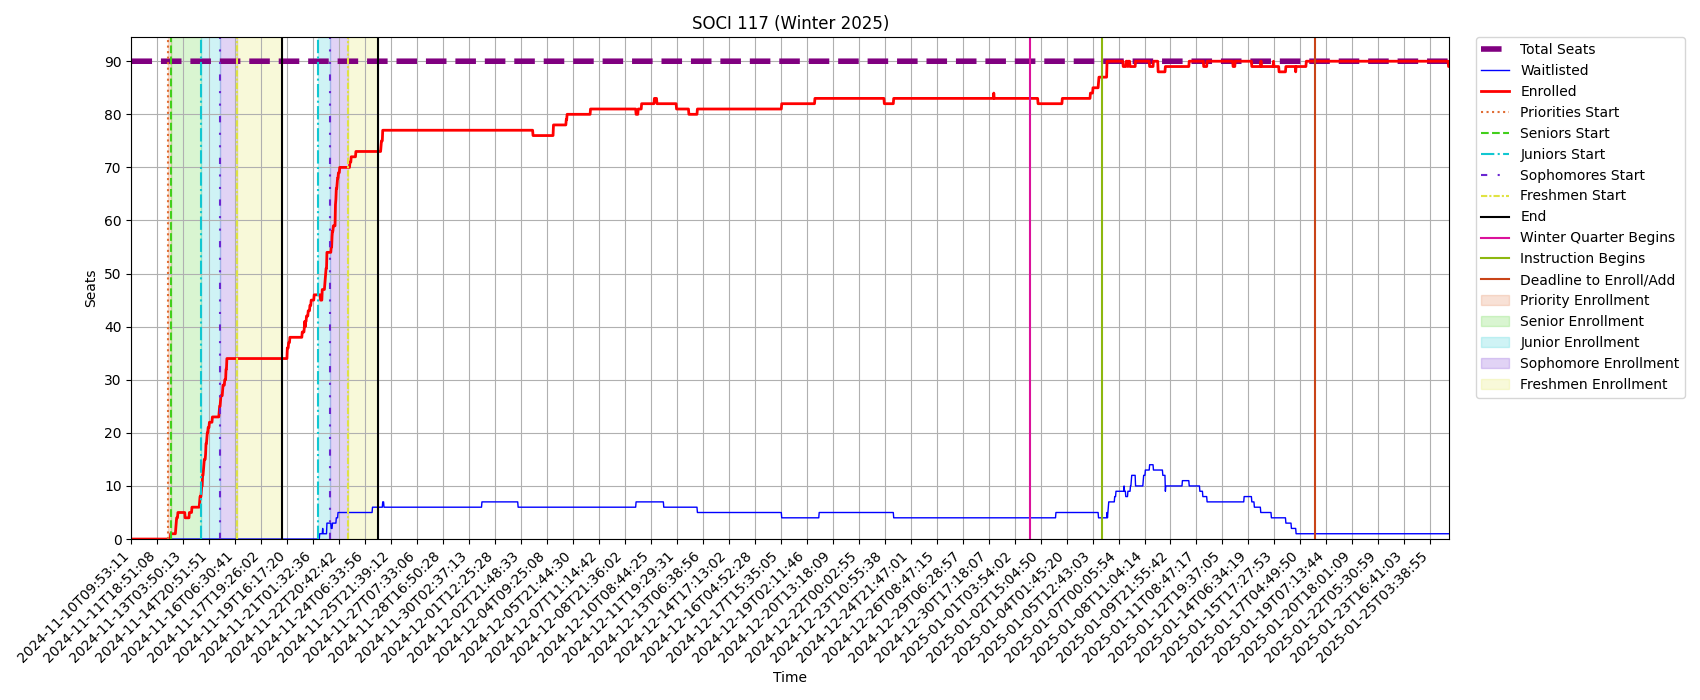 SOCI 117 (Winter 2025)
Seats
90
80
70
60
50
40
30
20
10
0
2024-11-10T09:53:11
2024-11-11T18:51:08
2024-11-13T03:50:13
2024-11-14T20:51:51
2024-11-16T06:30:41
2024-11-17T19:26:02
2024-11-19T16:17:20
2024-11-21T01:32:36
2024-11-22T20:42:42
2024-11-24T06:33:56
2024-11-25T21:39:12
2024-11-27T07:33:06
2024-11-28T16:50:28
2024-11-30T02:37:13
2024-12-01T12:25:28
2024-12-02T21:48:33
2024-12-04T09:25:08
2024-12-05T21:44:30
2024-12-07T11:14:42
2024-12-08T21:36:02
2024-12-10T08:44:25
2024-12-11T19:29:31
2024-12-13T06:38:56
2024-12-14T17:13:02
2024-12-16T04:52:28
2024-12-17T15:35:05
2024-12-19T02:11:46
2024-12-20T13:18:09
2024-12-22T00:02:55
2024-12-23T10:55:38
2024-12-24T21:47:01
2024-12-26T08:47:15
2024-12-29T06:28:57
2024-12-30T17:18:07
2025-01-01T03:54:02
2025-01-02T15:04:50
2025-01-04T01:45:20
2025-01-05T12:43:03
2025-01-07T00:05:54
2025-01-08T11:04:14
2025-01-09T21:55:42
2025-01-11T08:47:17
2025-01-12T19:37:05
2025-01-14T06:34:19
2025-01-15T17:27:53
2025-01-17T04:49:50
2025-01-19T07:13:44
2025-01-20T18:01:09
2025-01-22T05:30:59
2025-01-23T16:41:03
2025-01-25T03:38:55
Time
Total Seats
Waitlisted
Enrolled
Priorities Start
Seniors Start
Juniors Start
Sophomores Start
Freshmen Start
End
Winter Quarter Begins
Instruction Begins
Deadline to Enroll/Add
Priority Enrollment
Senior Enrollment
Junior Enrollment
Sophomore Enrollment
Freshmen Enrollment